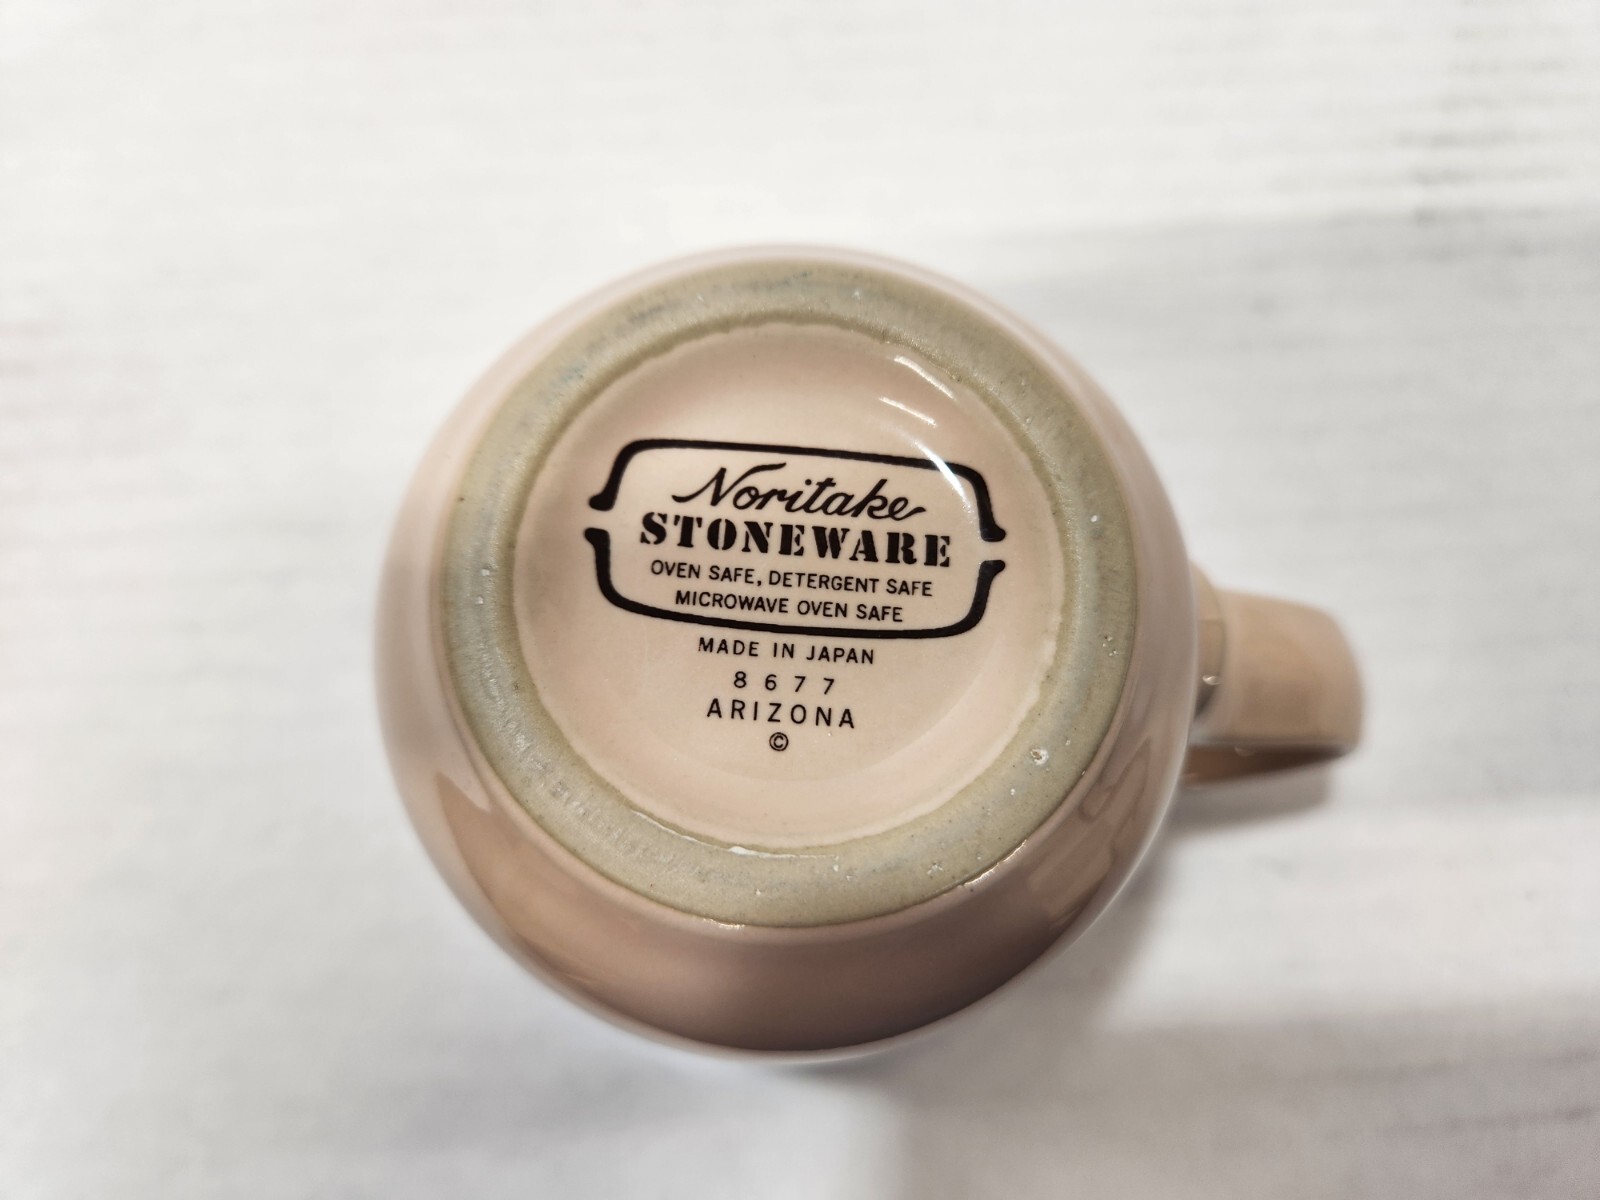 Noritake
STONEWARE
OVEN SAFE, DETERGENT SAFE
MICROWAVE OVEN SAFE
MADE IN JAPAN
8677
ARIZONA
©